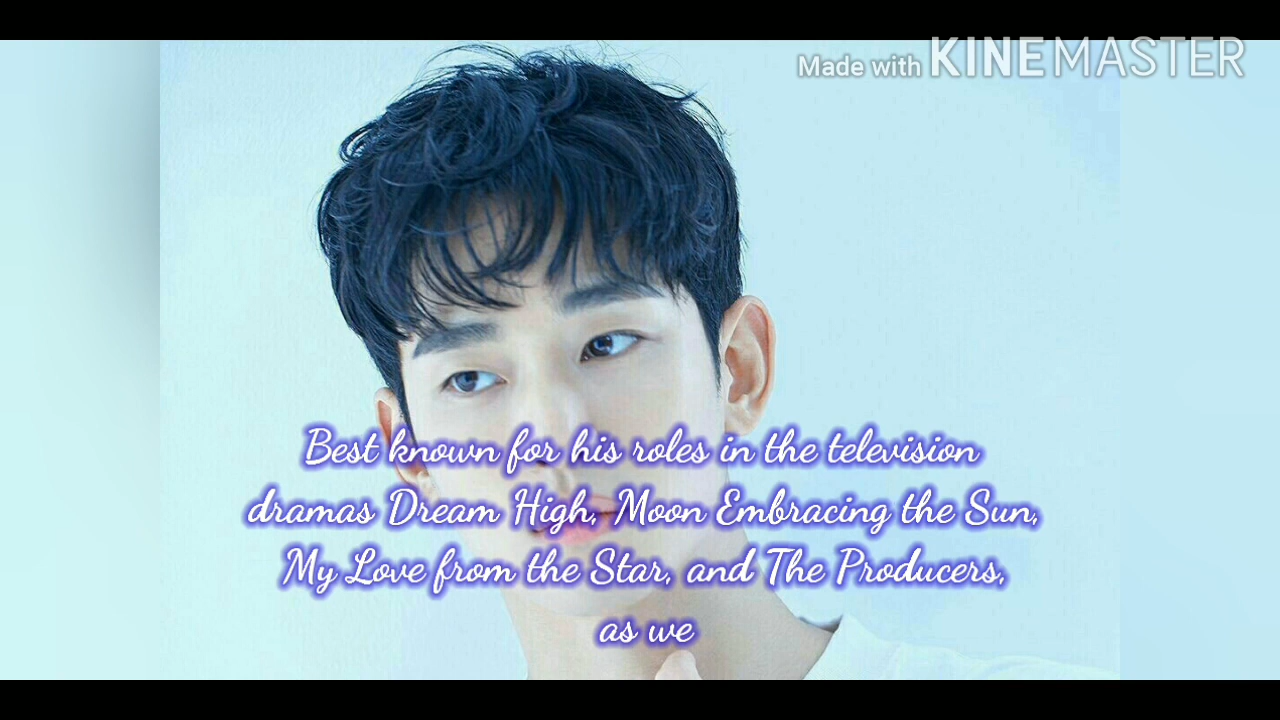 Made with KINEMASTER
Best known for his roles in the television
dramas Dream High, Moon Embracing the Sun,
My Love from the Star, and The Producers,
as we